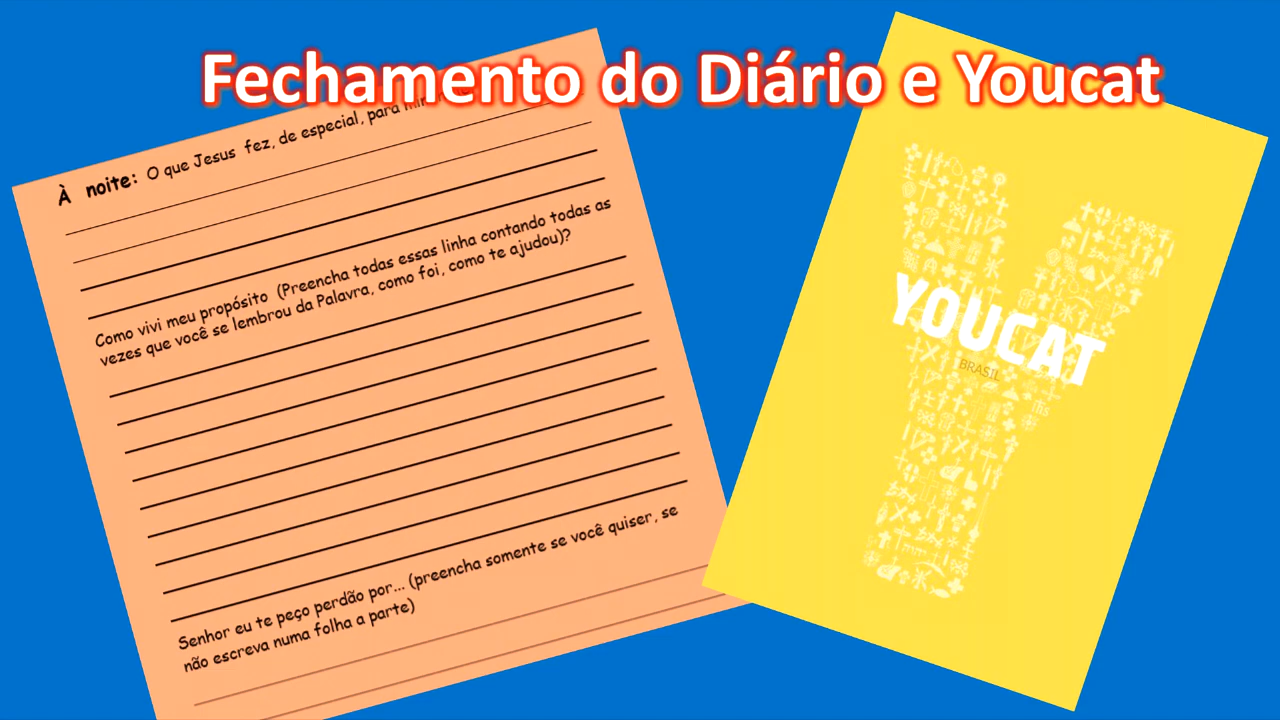 Fechamento do Diário e Youcat
À noite: O que Jesus fez, de especial, para mim
Como vivi meu propósito (Preencha todas essas linha contando todas as
vezes que você se lembrou da Palavra, como foi, como te ajudou)?
Senhor eu te peço perdão por... (preencha somente se você quiser, se
não escreva numa folha a parte)
YOUCAT
BRASIL